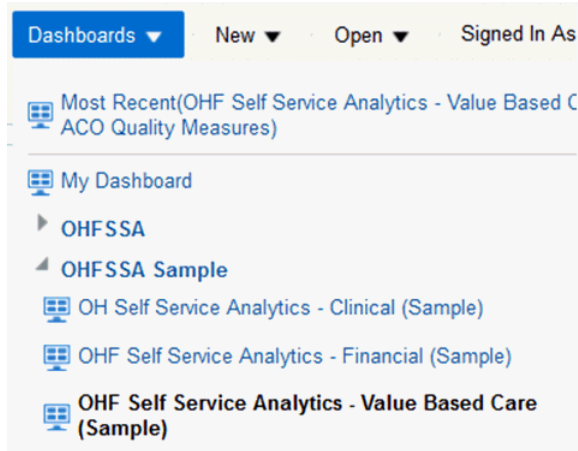 Dashboards New Open Signed In As
Most Recent(OHF Self Service Analytics - Value Based
ACO Quality Measures)
My Dashboard
OHFSSA
OHFSSA Sample
OH Self Service Analytics - Clinical (Sample)
OHF Self Service Analytics - Financial (Sample)
OHF Self Service Analytics - Value Based Care
(Sample)